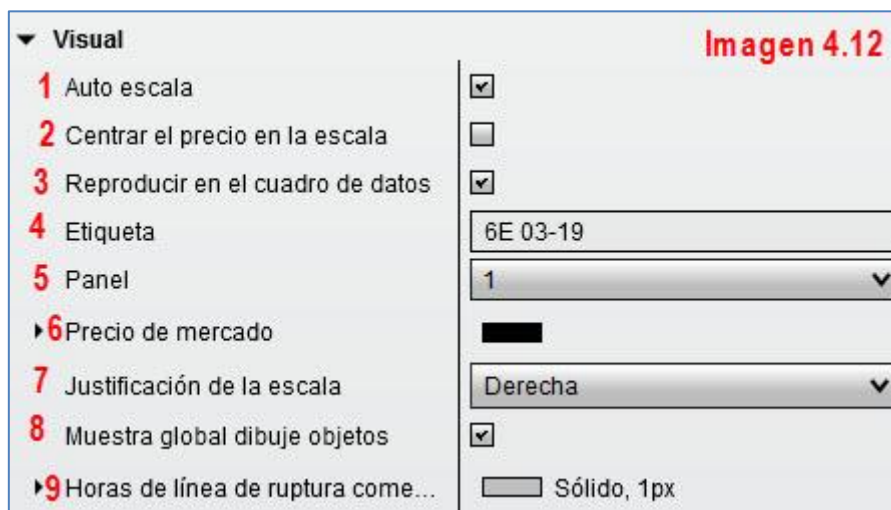 Visual
Imagen 4.12
1 Auto escala
2 Centrar el precio en la escala
3 Reproducir en el cuadro de datos
4 Etiqueta 6E 03-19
5 Panel 1
6 Precio de mercado
7 Justificación de la escala Derecha
8 Muestra global dibuje objetos
9 Horas de línea de ruptura come... Sólido, 1px